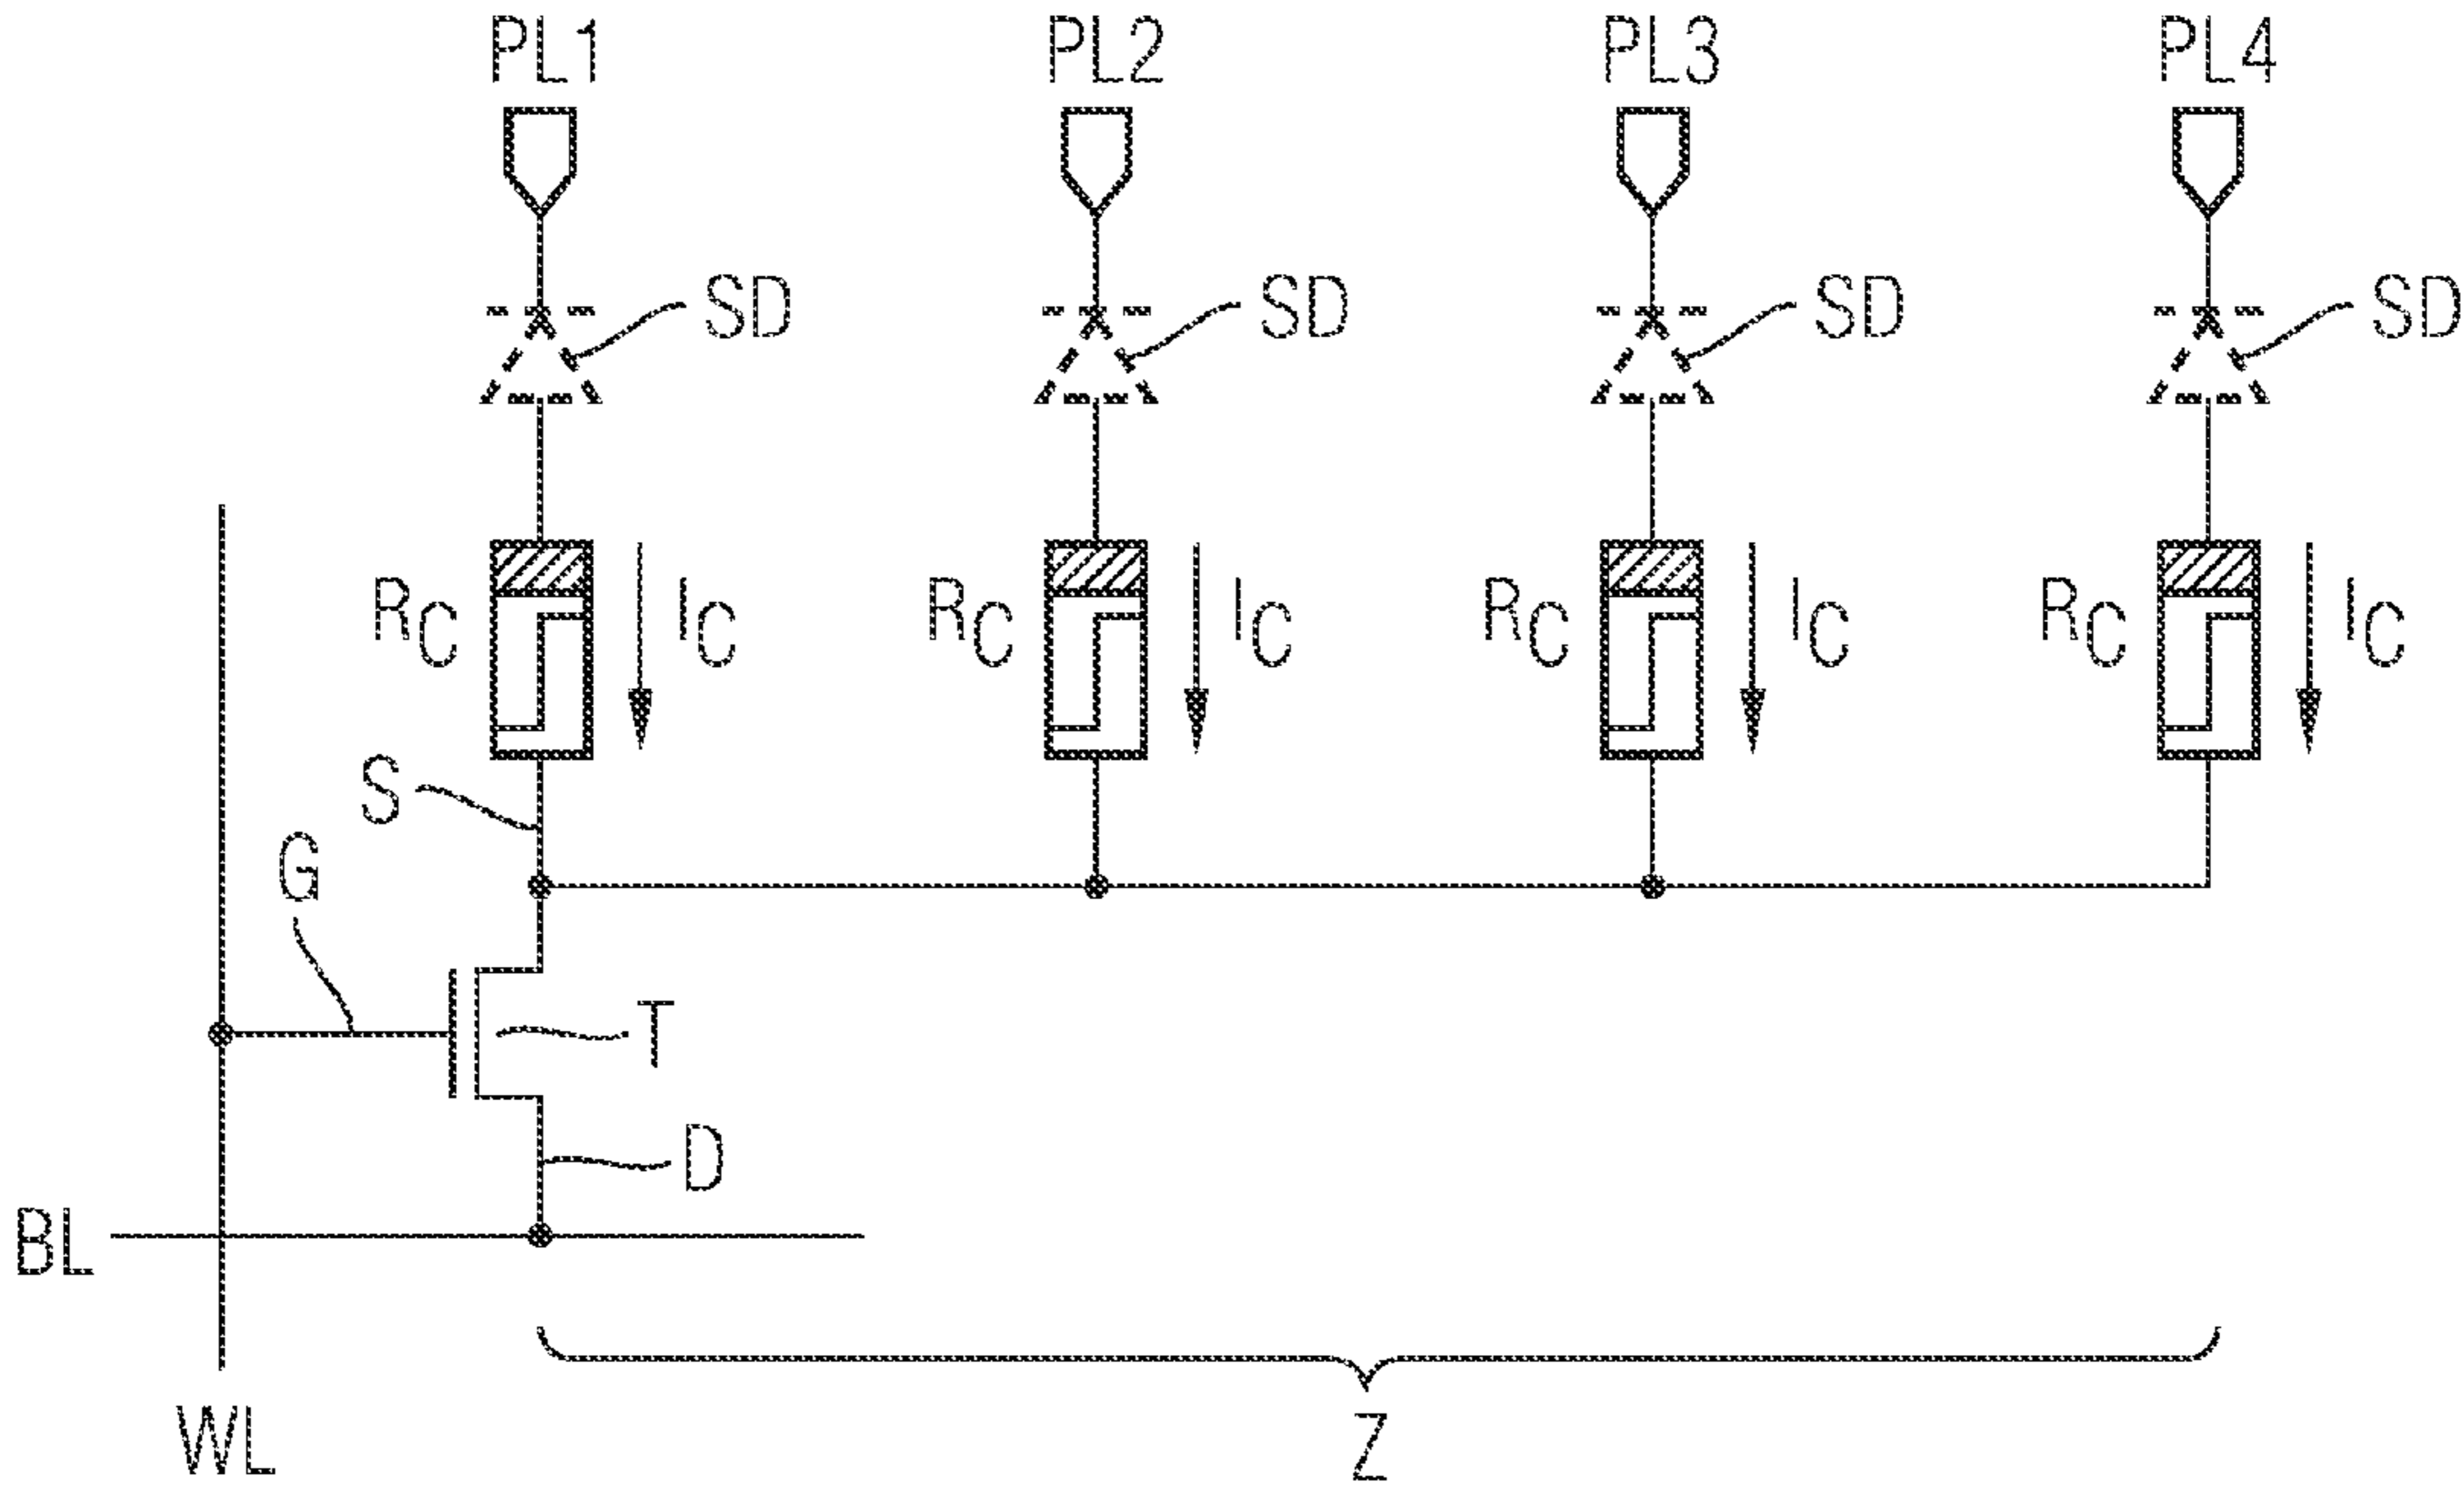 PL1 PL2 PL3 PL4
SD SD SD SD
RC IC RC IC RC IC RC IC
S
G
T
D
BL
WL
Z